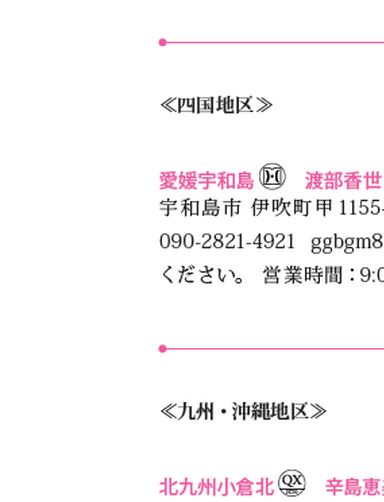 ≪四国地区≫
愛媛宇和島 渡部香世
宇和島市 伊吹町甲1155-
090-2821-4921 ggbgm8
ください。 営業時間：9:0
≪九州・沖縄地区≫
北九州小倉北 QX 辛島恵